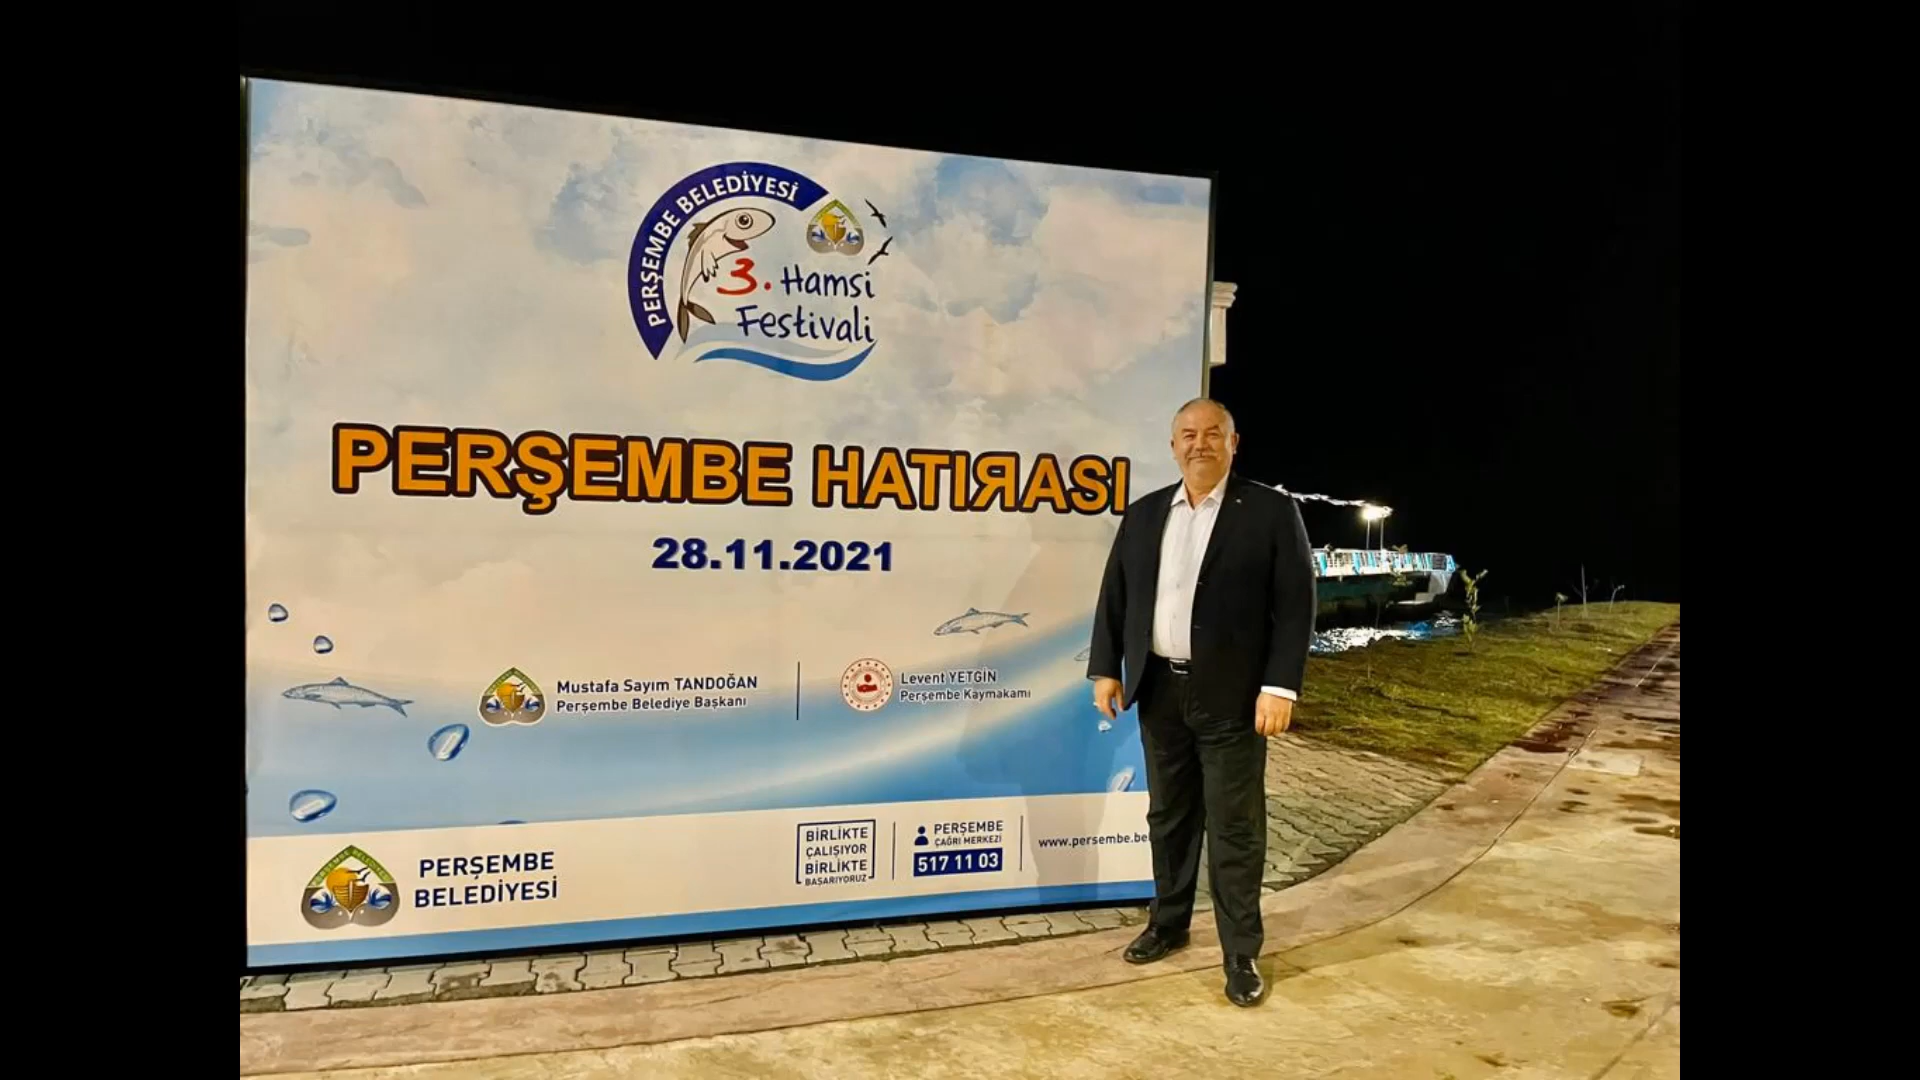 PERŞEMBE BELEDİYESİ
3. Hamsi
Festivali
PERŞEMBE HATIЯASI
28.11.2021
Mustafa Sayım TANDOĞAN
Perşembe Belediye Başkanı
Levent YETGİN
Perşembe Kaymakamı
PERŞEMBE
BELEDİYESİ
BİRLİKTE
ÇALIŞIYOR
BİRLİKTE
BAŞARIYORUZ
PERŞEMBE
ÇAĞRI MERKEZİ
517 11 03
www.persembe.bel